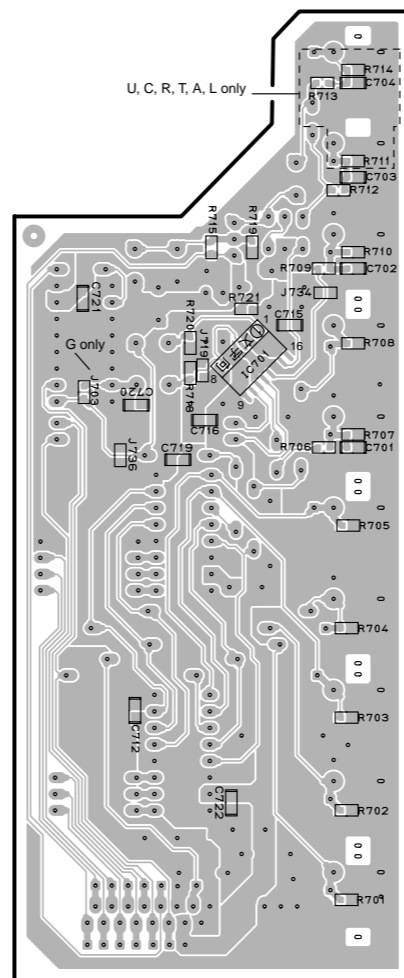 R714
U, C, R, T, A, L only
C704
R713
R711
C703
R712
R715
R719
R710
R709
C702
C721
J734
R721
R720
1
C715
J719
G only
16
R708
IC701
8
J703
R718
C720
9
C716
R707
J736
C719
R706
C701
R705
R704
C712
R703
C722
R702
R701